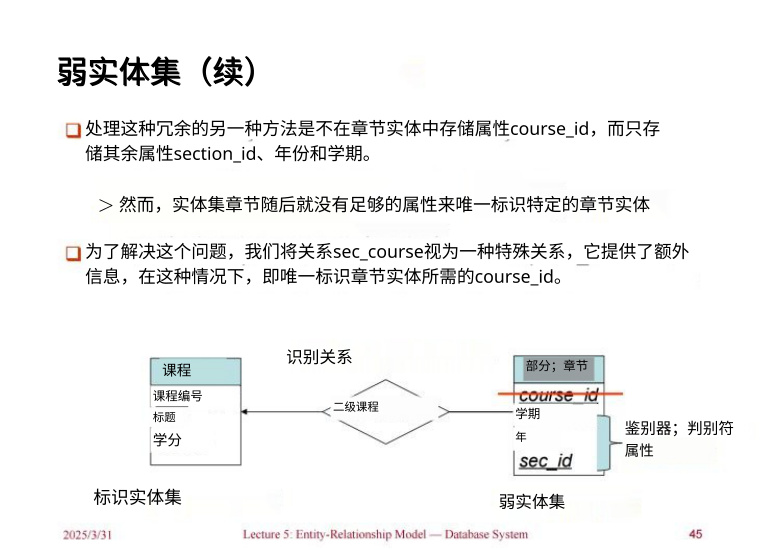 弱实体集（续）
处理这种冗余的另一种方法是不在章节实体中存储属性course_id，而只存
储其余属性section_id、年份和学期。
＞然而，实体集章节随后就没有足够的属性来唯一标识特定的章节实体
为了解决这个问题，我们将关系sec_course视为一种特殊关系，它提供了额外
信息，在这种情况下，即唯一标识章节实体所需的course_id。
识别关系
课程
课程编号
标题
学分
二级课程
部分；章节
course_id
学期
年
sec_id
鉴别器；判别符
属性
标识实体集
弱实体集
2025/3/31
Lecture 5: Entity-Relationship Model — Database System
45